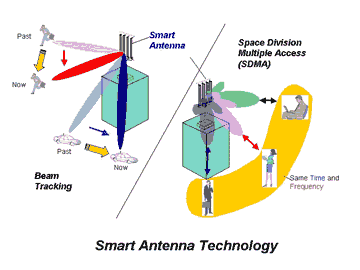 Past
Smart
Antenna
Now
Past
Now
Beam
Tracking
Space Division
Multiple Access
(SDMA)
Same Time and
Frequency
Smart Antenna Technology